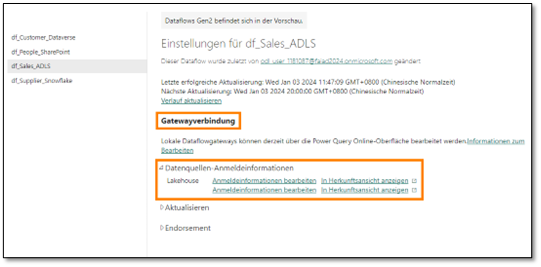 Dataflows Gen2 befindet sich in der Vorschau.
df_Customer_Dataverse
df_People_SharePoint
df_Sales_ADLS
df_Supplier_Snowflake
Einstellungen für df_Sales_ADLS
Dieser Dataflow wurde zuletzt von geändert
Letzte erfolgreiche Aktualisierung: Wed Jan 03 2024 11:47:09 GMT+0800 (Chinesische Normalzeit)
Nächste Aktualisierung: Wed Jan 03 2024 20:00:00 GMT+0800 (Chinesische Normalzeit)
Verlauf aktualisieren
Gatewayverbindung
Lokale Dataflowgateways können derzeit über die Power Query Online-Oberfläche bearbeitet werden.Informationen zum
Bearbeiten
Datenquellen-Anmeldeinformationen
Lakehouse Anmeldeinformationen bearbeiten In Herkunftsansicht anzeigen
Anmeldeinformationen bearbeiten In Herkunftsansicht anzeigen
Aktualisieren
Endorsement